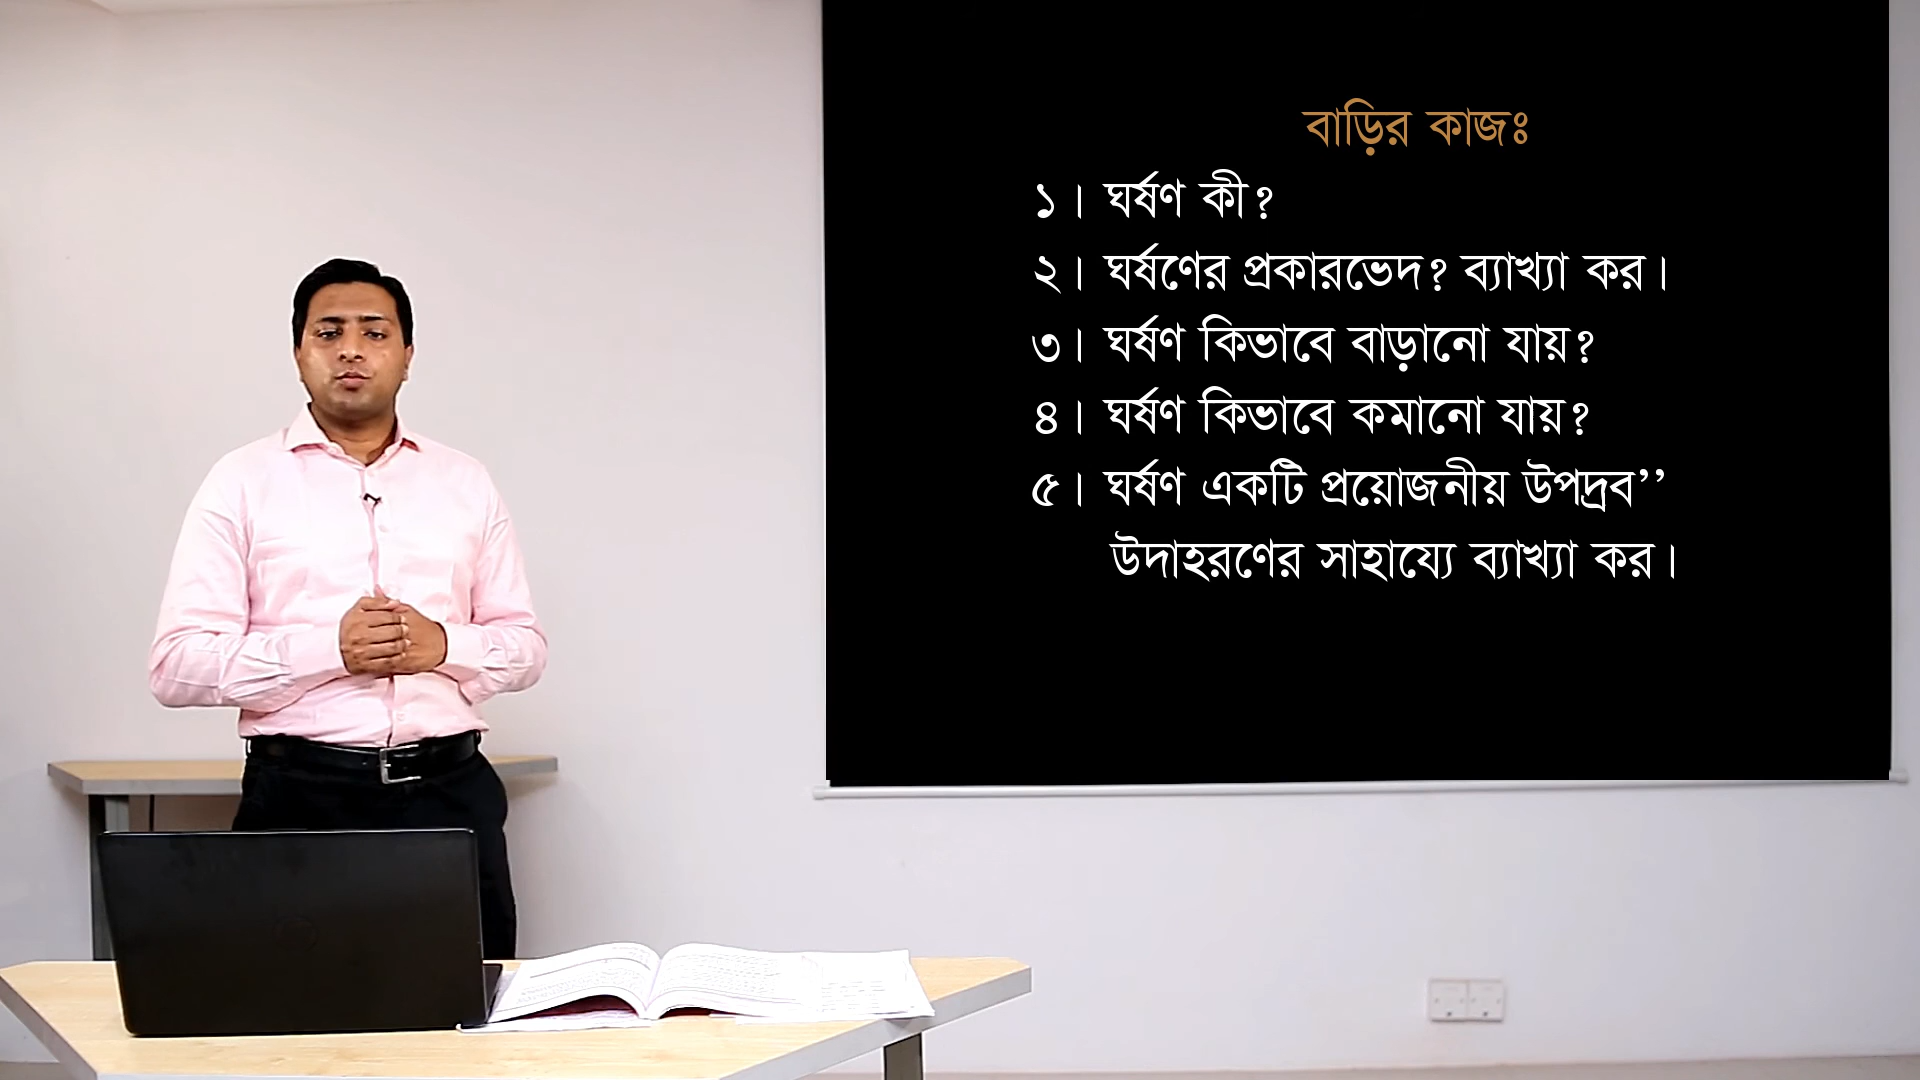 বাড়ির কাজঃ
১। ঘর্ষণ কী?
২। ঘর্ষণের প্রকারভেদ? ব্যাখ্যা কর।
৩। ঘর্ষণ কিভাবে বাড়ানো যায়?
৪। ঘর্ষণ কিভাবে কমানো যায়?
৫। ঘর্ষণ একটি প্রয়োজনীয় উপদ্রব’’
উদাহরণের সাহায্যে ব্যাখ্যা কর।